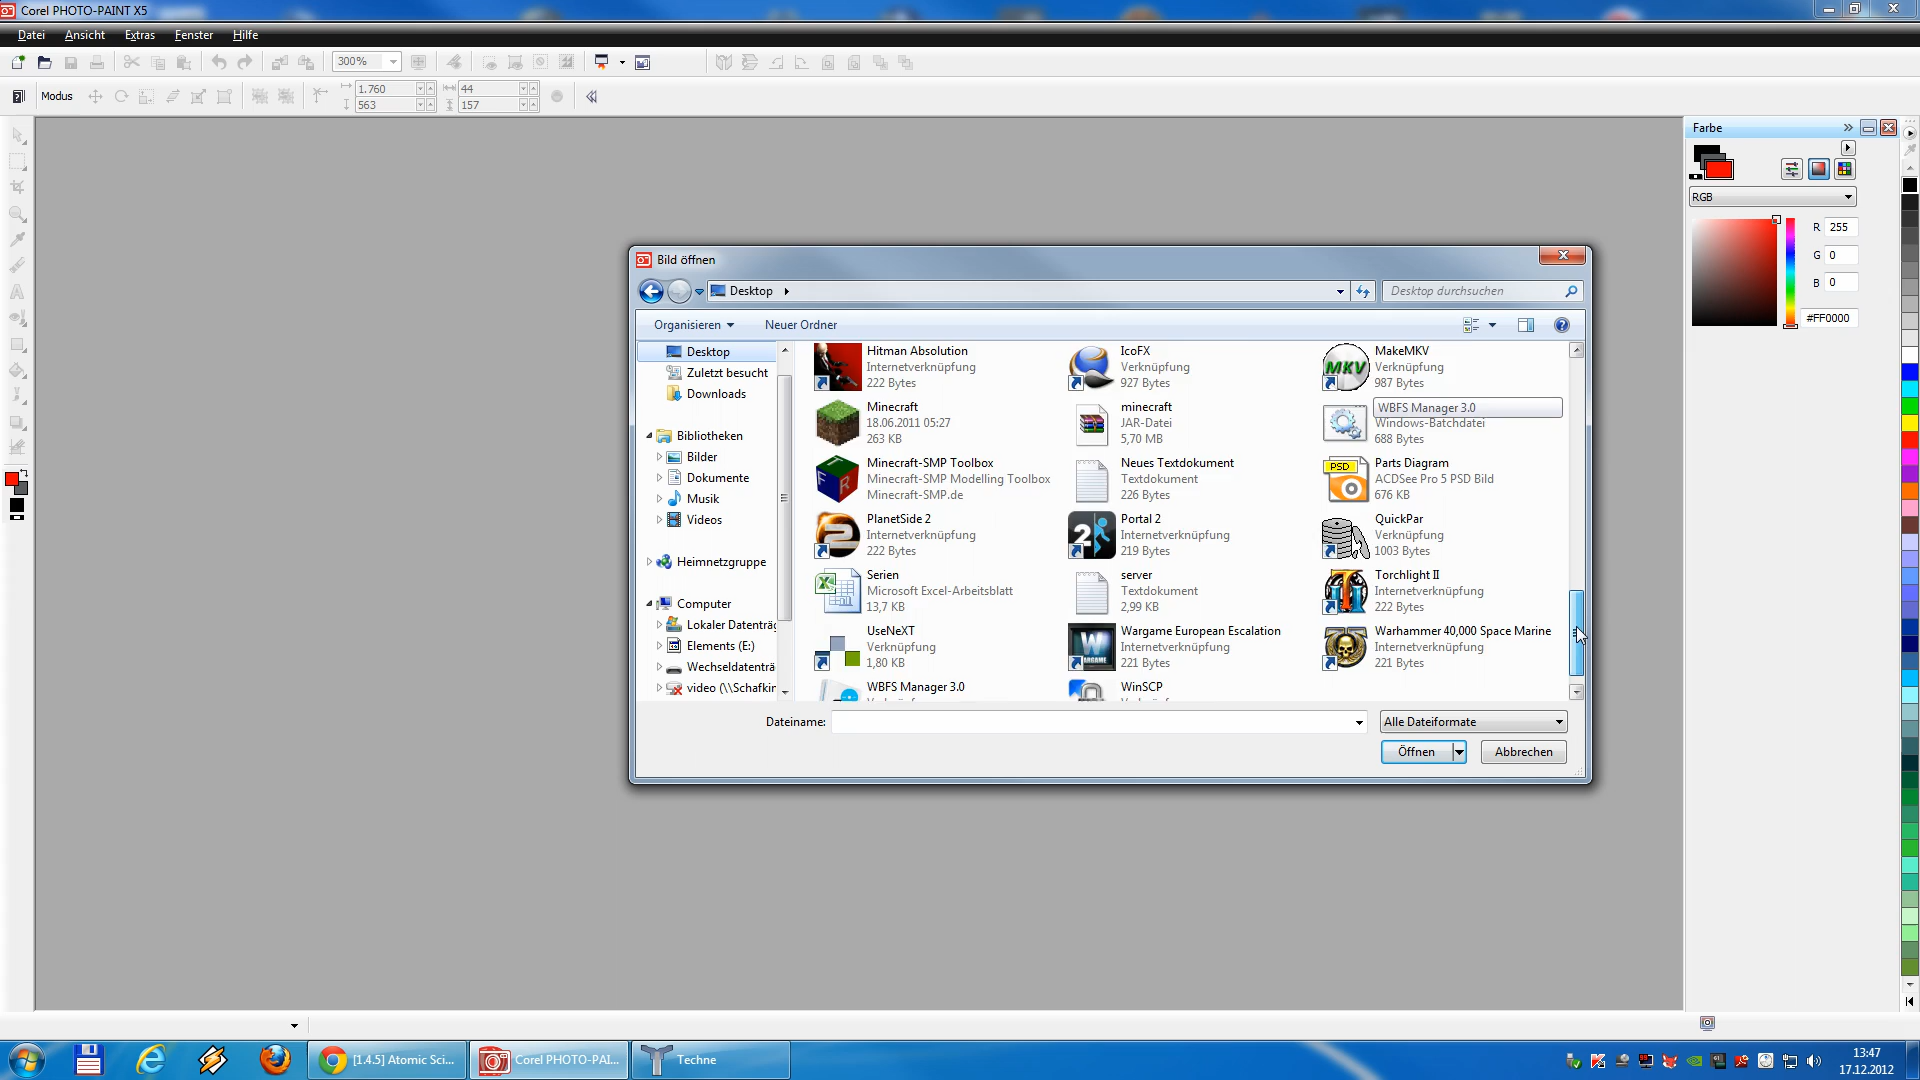 Corel PHOTO-PAINT X5
Datei Ansicht Extras Fenster Hilfe
300%
Modus
1.760
563
44
157
Farbe
RGB
R 255
G 0
B 0
#FF0000
Bild öffnen
Desktop
Desktop durchsuchen
Organisieren
Neuer Ordner
Desktop
Zuletzt besucht
Downloads
Bibliotheken
Bilder
Dokumente
Musik
Videos
Heimnetzgruppe
Computer
Lokaler Datenträ
Elements (E:)
Wechseldatenträ
video (\\Schafkir
Hitman Absolution
Internetverknüpfung
222 Bytes
IcoFX
Verknüpfung
927 Bytes
MKV
MakeMKV
Verknüpfung
987 Bytes
Minecraft
18.06.2011 05:27
263 KB
minecraft
JAR-Datei
5,70 MB
WBFS Manager 3.0
Windows-Batchdatei
688 Bytes
Minecraft-SMP Toolbox
Minecraft-SMP Modelling Toolbox
Minecraft-SMP.de
Neues Textdokument
Textdokument
226 Bytes
PSD
Parts Diagram
ACDSee Pro 5 PSD Bild
676 KB
PlanetSide 2
Internetverknüpfung
222 Bytes
Portal 2
Internetverknüpfung
219 Bytes
QuickPar
Verknüpfung
1003 Bytes
Serien
Microsoft Excel-Arbeitsblatt
13,7 KB
server
Textdokument
2,99 KB
Torchlight II
Internetverknüpfung
222 Bytes
UseNeXT
Verknüpfung
1,80 KB
Wargame European Escalation
Internetverknüpfung
221 Bytes
Warhammer 40,000 Space Marine
Internetverknüpfung
221 Bytes
WBFS Manager 3.0
WinSCP
Dateiname:
Alle Dateiformate
Öffnen
Abbrechen
[1.4.5] Atomic Sci...
Corel PHOTO-PAI...
Techne
13:47
17.12.2012